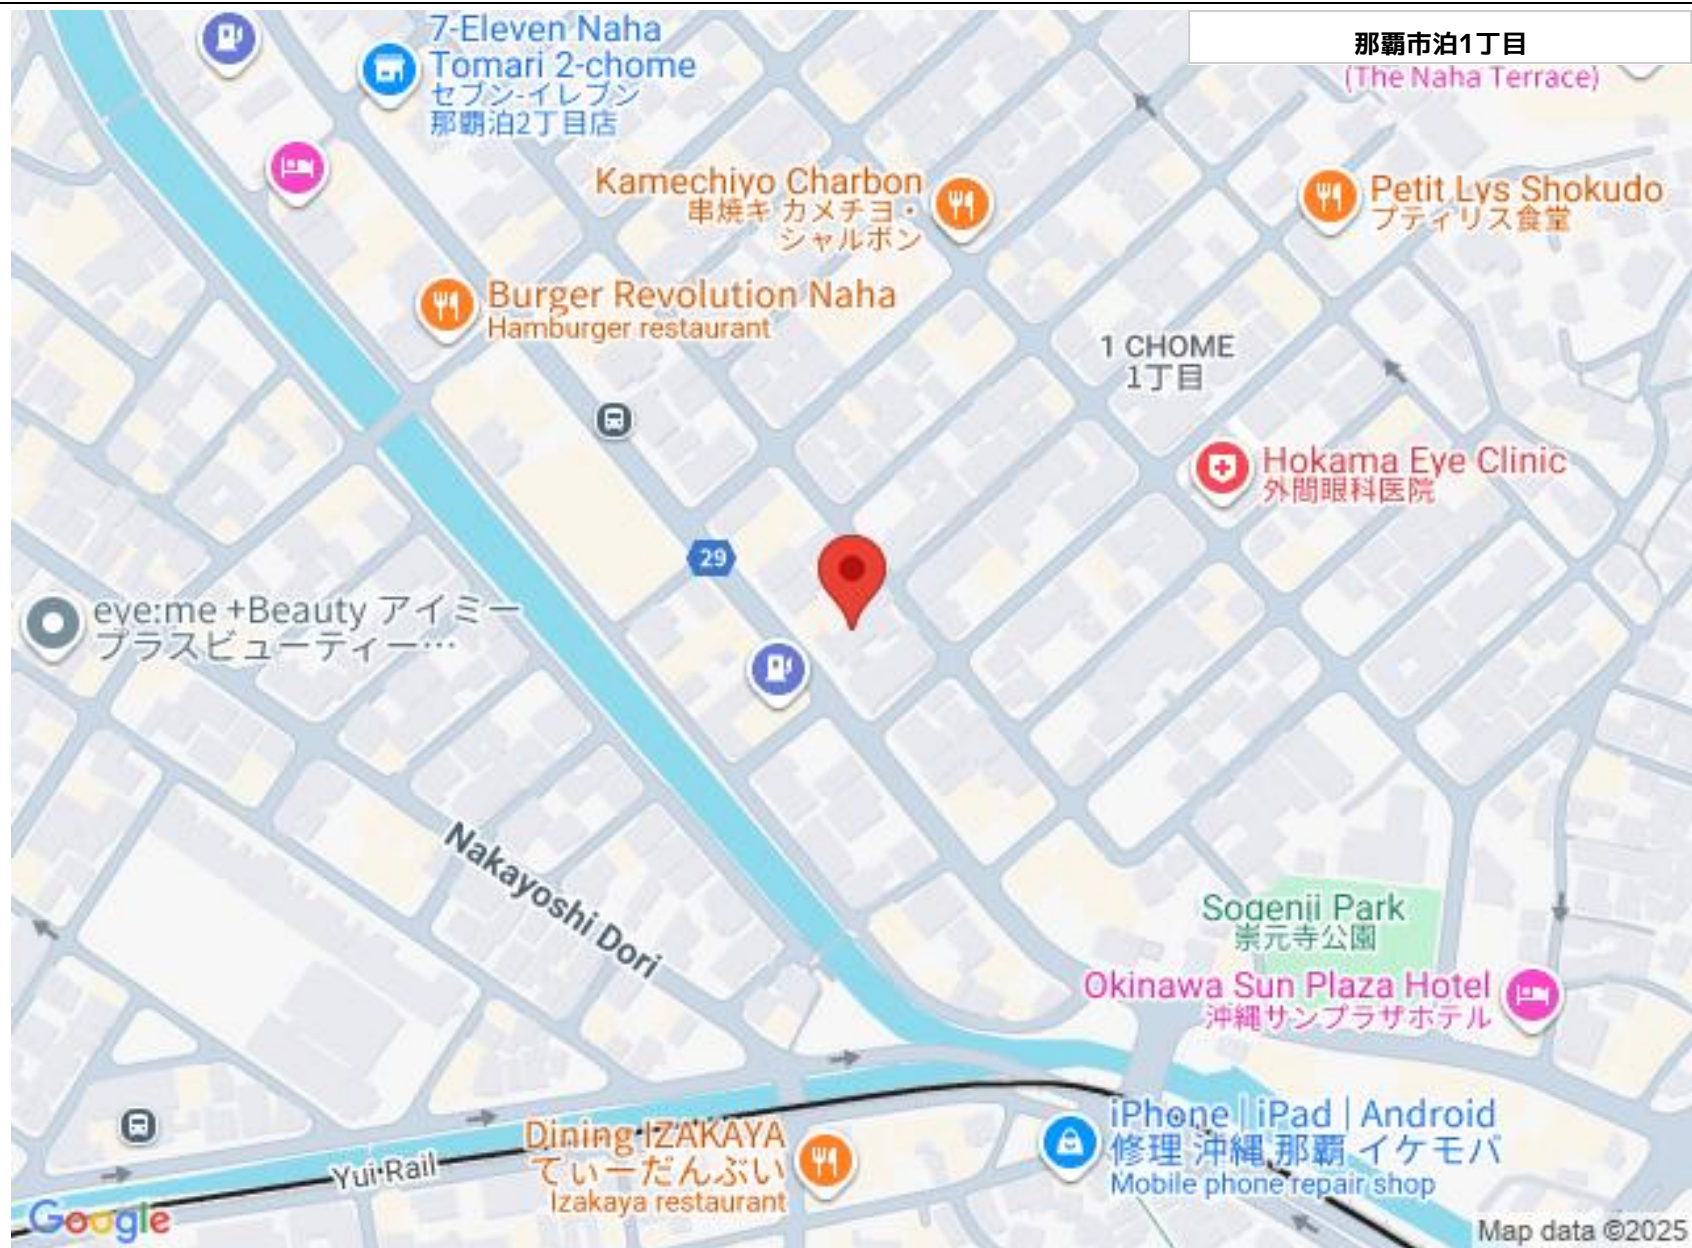 7-Eleven Naha
Tomari 2-chome
セブン-イレブン
那覇泊2丁目店
那覇市泊1丁目
(The Naha Terrace)
Kamechiyo Charbon
串焼キ カメチヨ・
シャルボン
Petit Lys Shokudo
プティリス食堂
Burger Revolution Naha
Hamburger restaurant
1 CHOME
1丁目
Hokama Eye Clinic
外間眼科医院
29
eye:me +Beauty アイミー
プラスビューティー…
Nakayoshi Dori
Sogenji Park
崇元寺公園
Okinawa Sun Plaza Hotel
沖縄サンプラザホテル
iPhone | iPad | Android
修理 沖縄 那覇 イケモバ
Mobile phone repair shop
Dining IZAKAYA
てぃーだんぶい
Izakaya restaurant
Yui Rail
Google
Map data ©2025